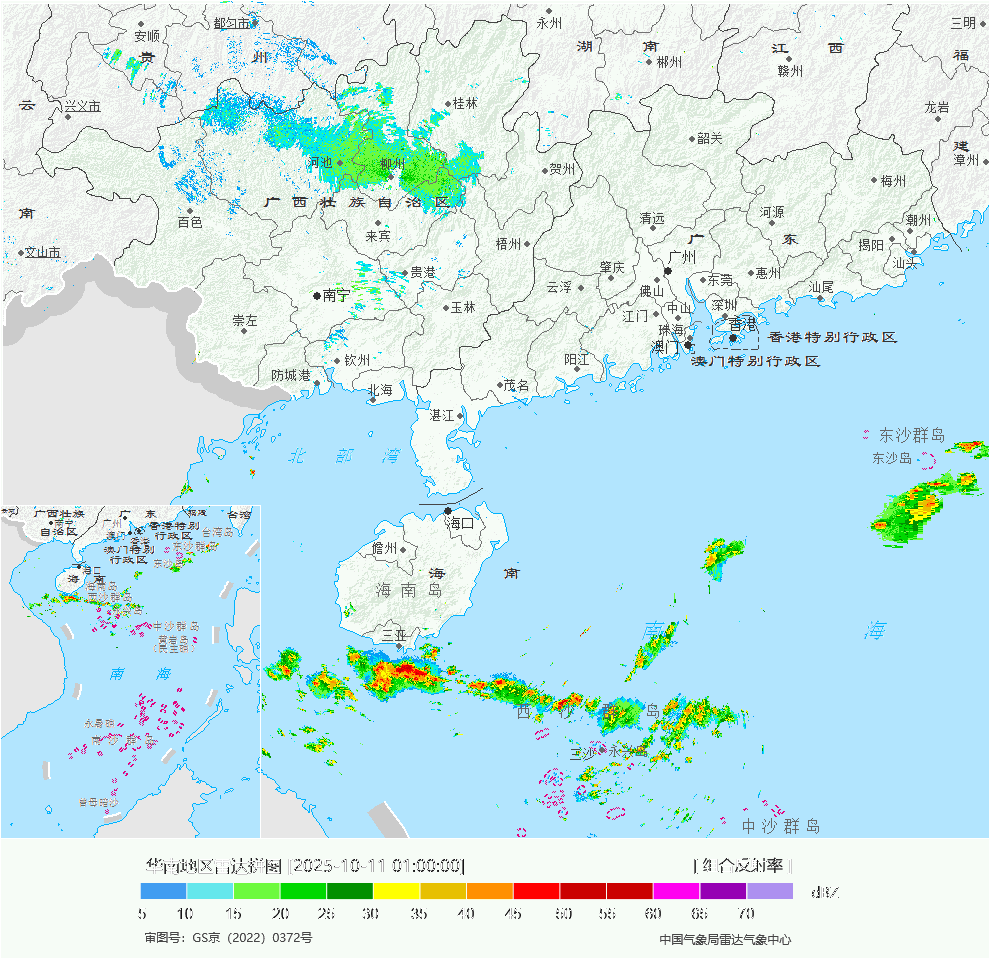 都匀市
永州
三明
安顺
湖 南
江 西
贵 州
郴州
赣州
福
云
兴义市
桂林
龙岩
韶关
建
河池
柳州
漳州
贺州
梅州
广 西 壮 族 自 治 区
南
百色
清远
河源
潮州
来宾
梧州
广 东
揭阳
文山市
广州
汕头
贵港
肇庆
惠州
东莞
南宁
云浮
佛山
汕尾
玉林
中山
深圳
崇左
江门
珠海
香港
香港特别行政区
澳门
澳门特别行政区
钦州
阳江
防城港
北海
茂名
湛江
东沙群岛
北 部 湾
东沙岛
海口
儋州
海 南
海 南 岛
三亚
南 海
西 沙 群 岛
三沙
永兴岛
中 沙 群 岛
广西壮族
自治区
广 东
台湾
广州
香港特别
行政区
台湾岛
澳门特别
行政区
东沙群岛
海口
海 南
海南岛
中沙群岛
黄岩岛
南 海
永暑礁
南 沙 群 岛
曾母暗沙
华南地区雷达拼图 [2025-10-11 01:00:00]
[ 组合反射率 ]
dBZ
5 10 15 20 25 30 35 40 45 50 55 60 65 70
审图号：GS京（2022）0372号
中国气象局雷达气象中心